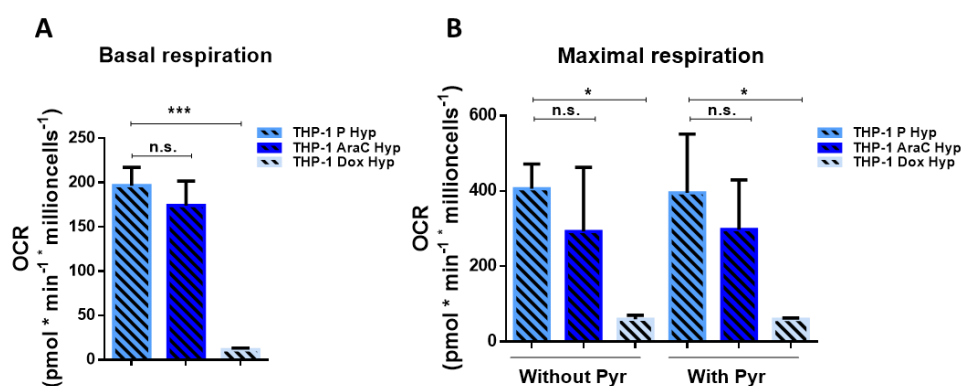 A
Basal respiration
OCR
(pmol * min-1 * millioncells-1)
250
200
150
100
50
0
***
n.s.
THP-1 P Hyp
THP-1 AraC Hyp
THP-1 Dox Hyp
B
Maximal respiration
OCR
(pmol * min-1 * millioncells-1)
600
400
200
0
*
n.s.
*
n.s.
THP-1 P Hyp
THP-1 AraC Hyp
THP-1 Dox Hyp
Without Pyr
With Pyr